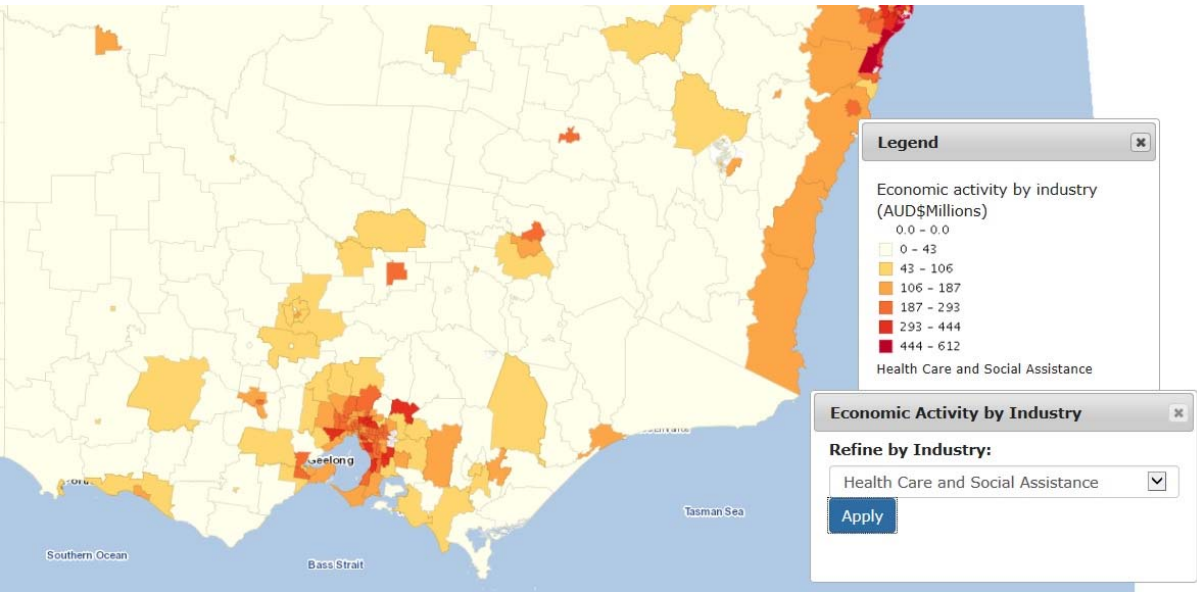 Legend
Economic activity by industry
(AUD$Millions)
0.0 - 0.0
0 - 43
43 - 106
106 - 187
187 - 293
293 - 444
444 - 612
Health Care and Social Assistance
Economic Activity by Industry
Refine by Industry:
Health Care and Social Assistance
Apply
Geelong
Tasman Sea
Southern Ocean
Bass Strait